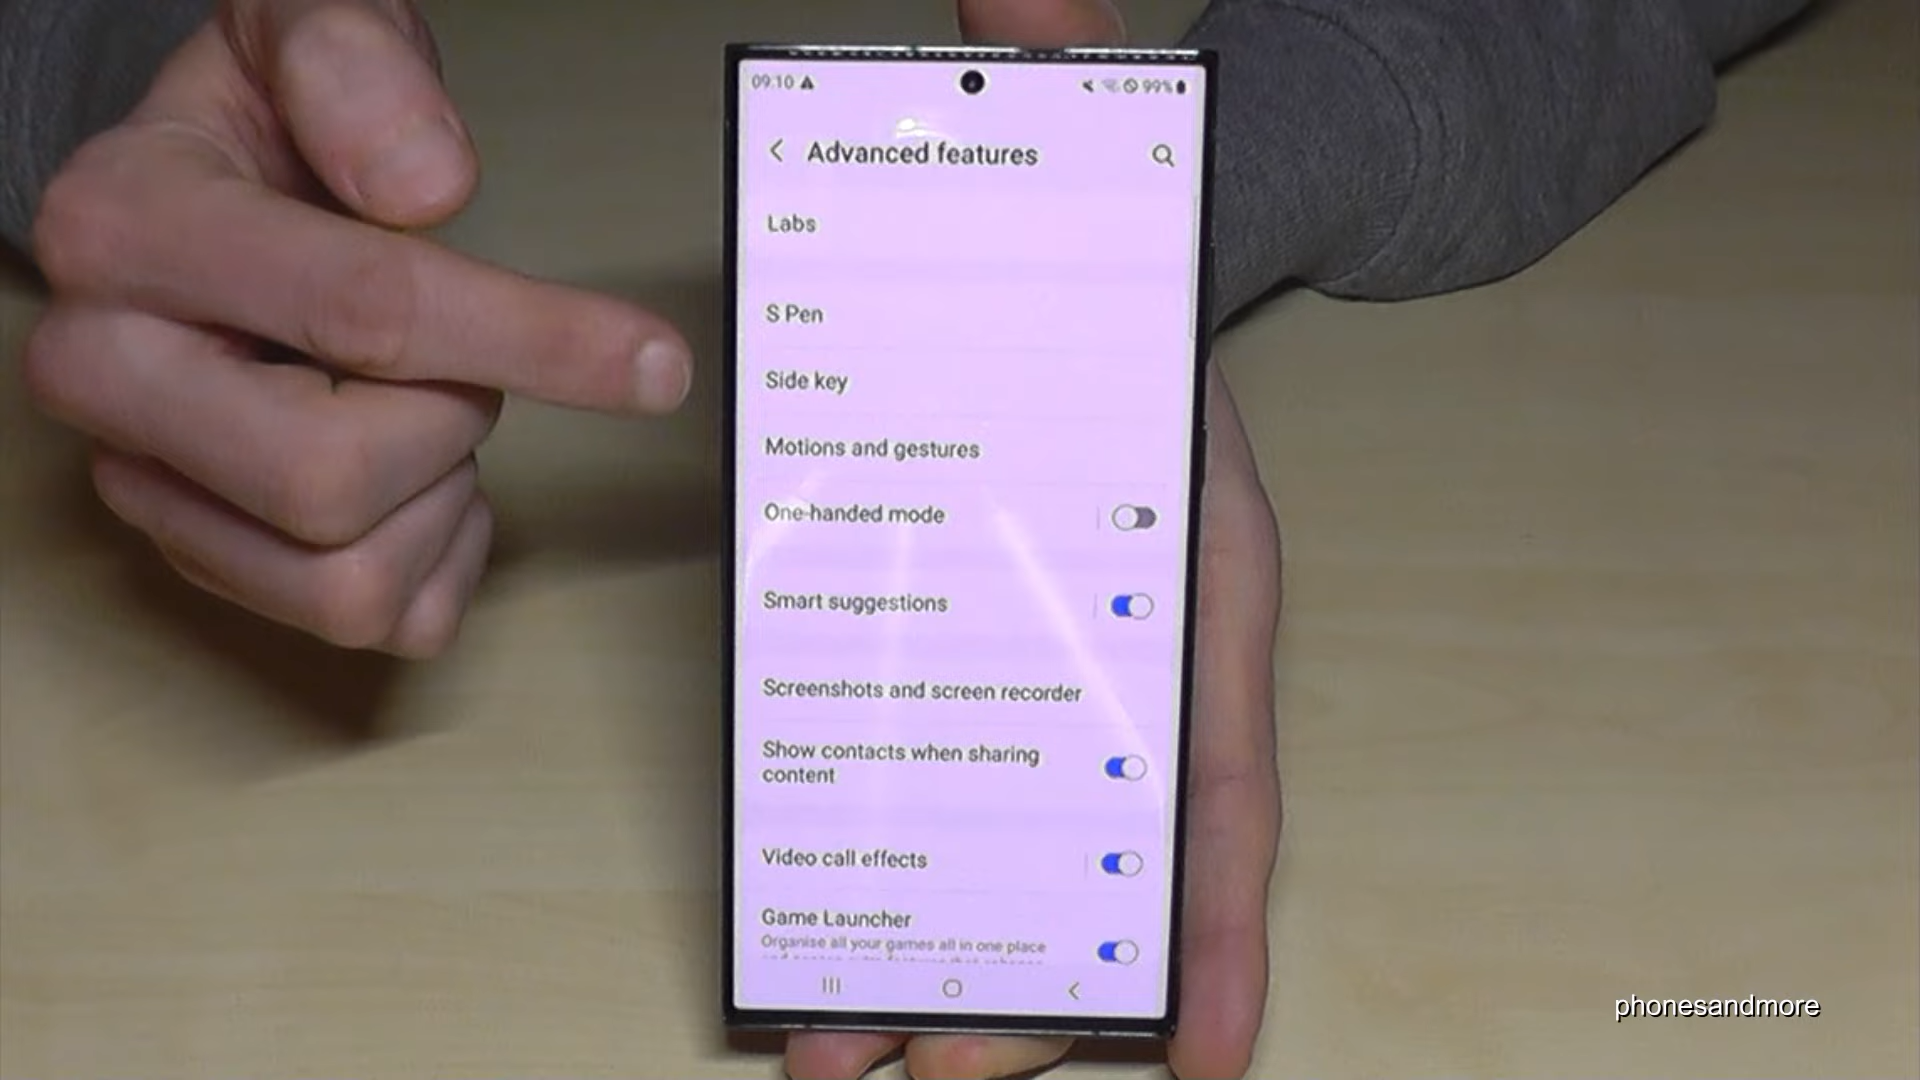 09:10
99%
Advanced features
Labs
S Pen
Side key
Motions and gestures
One-handed mode
Smart suggestions
Screenshots and screen recorder
Show contacts when sharing
content
Video call effects
Game Launcher
Organise all your games all in one place
phonesandmore